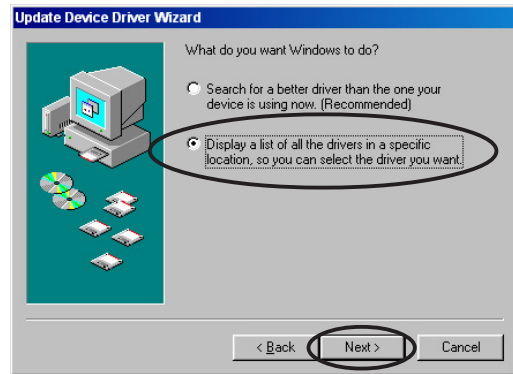 Update Device Driver Wizard
What do you want Windows to do?
Search for a better driver than the one your
device is using now. (Recommended)
Display a list of all the drivers in a specific
location, so you can select the driver you want.
< Back
Next >
Cancel